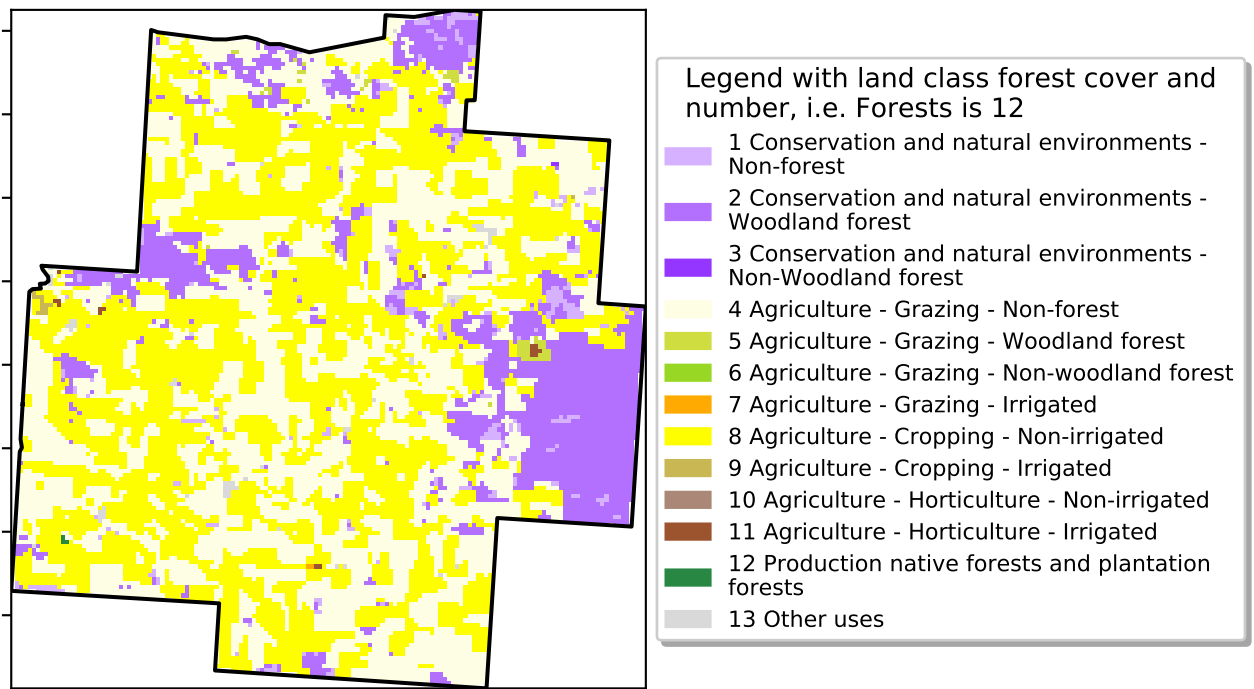 Legend with land class forest cover and
number, i.e. Forests is 12
1 Conservation and natural environments -
Non-forest
2 Conservation and natural environments -
Woodland forest
3 Conservation and natural environments -
Non-Woodland forest
4 Agriculture - Grazing - Non-forest
5 Agriculture - Grazing - Woodland forest
6 Agriculture - Grazing - Non-woodland forest
7 Agriculture - Grazing - Irrigated
8 Agriculture - Cropping - Non-irrigated
9 Agriculture - Cropping - Irrigated
10 Agriculture - Horticulture - Non-irrigated
11 Agriculture - Horticulture - Irrigated
12 Production native forests and plantation
forests
13 Other uses